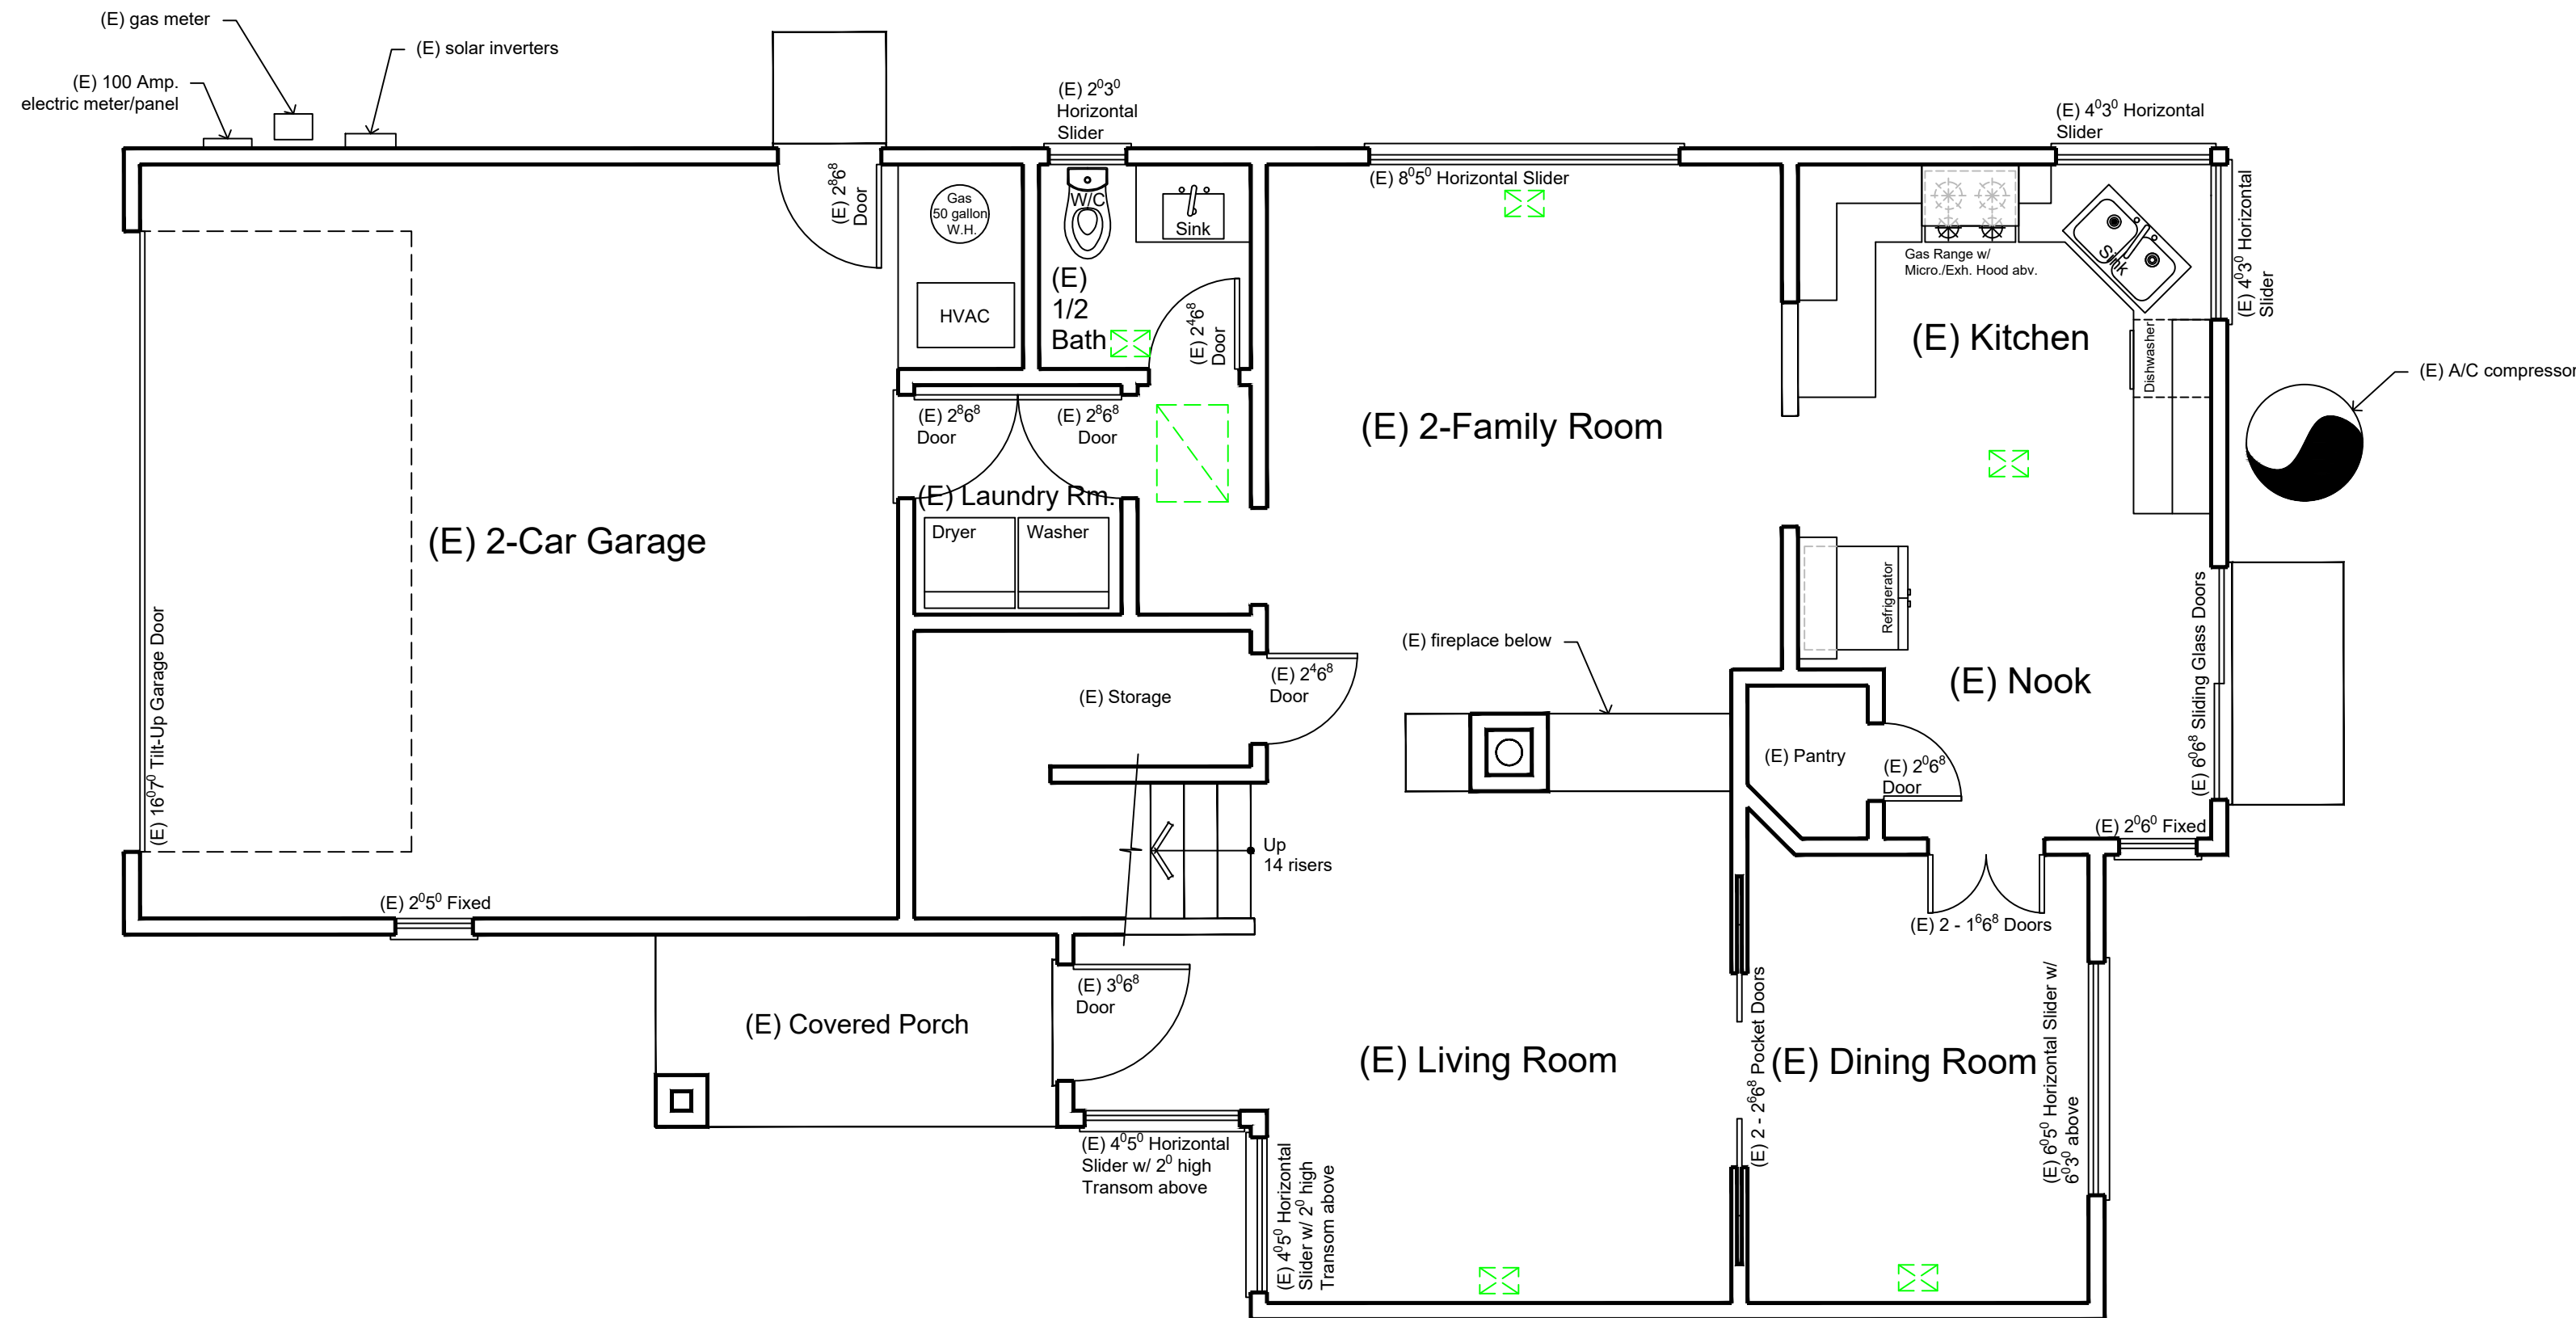 (E) gas meter
(E) solar inverters
(E) 100 Amp.
electric meter/panel
(E) 2⁰3⁰
Horizontal
Slider
(E) 4⁰3⁰ Horizontal
Slider
(E) 2⁸6⁸
Door
Gas
50 gallon
W.H.
HVAC
W/C
Sink
(E)
1/2
Bath
(E) 2⁴6⁸
Door
(E) 8⁰5⁰ Horizontal Slider
Gas Range w/
Micro./Exh. Hood abv.
Sink
(E) 4⁰3⁰ Horizontal
Slider
(E) Kitchen
Dishwasher
(E) A/C compressor
(E) 2⁸6⁸
Door
(E) 2⁸6⁸
Door
(E) 2-Family Room
(E) Laundry Rm.
Dryer
Washer
(E) 2-Car Garage
(E) 16⁰7⁰ Tilt-Up Garage Door
Refrigerator
(E) fireplace below
(E) Storage
(E) 2⁴6⁸
Door
(E) Nook
(E) 6⁰6⁸ Sliding Glass Doors
(E) Pantry
(E) 2⁰6⁸
Door
(E) 2⁰6⁰ Fixed
Up
14 risers
(E) 2⁰5⁰ Fixed
(E) 2 - 1⁶6⁸ Doors
(E) 3⁰6⁸
Door
(E) Covered Porch
(E) Living Room
(E) 2 - 2⁶6⁸ Pocket Doors
(E) Dining Room
(E) 6⁰5⁰ Horizontal Slider w/
6⁰3⁰ above
(E) 4⁰5⁰ Horizontal
Slider w/ 2⁰ high
Transom above
(E) 4⁰5⁰ Horizontal
Slider w/ 2⁰ high
Transom above